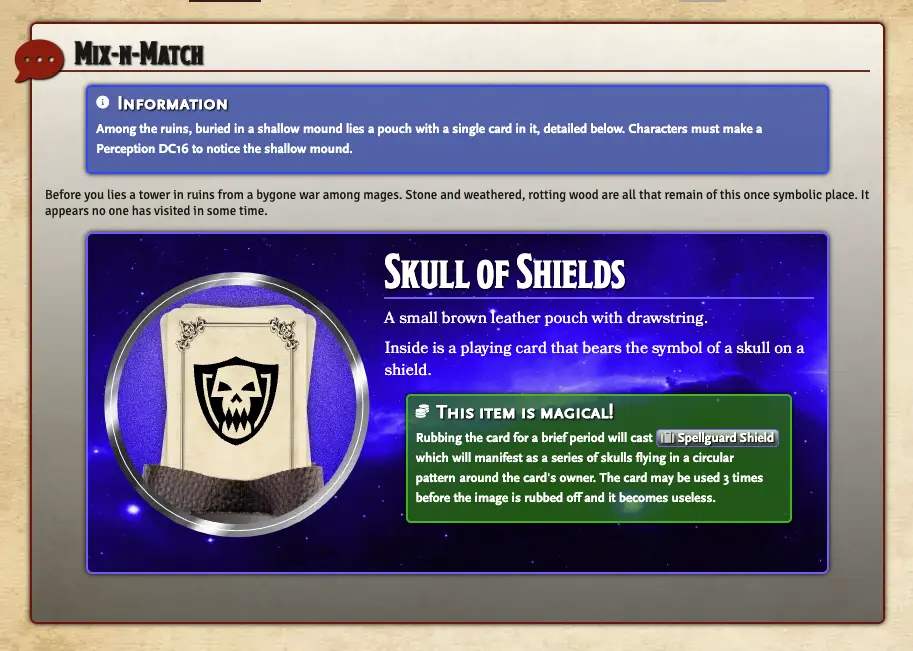 Mix-n-Match
Information
Among the ruins, buried in a shallow mound lies a pouch with a single card in it, detailed below. Characters must make a
Perception DC16 to notice the shallow mound.
Before you lies a tower in ruins from a bygone war among mages. Stone and weathered, rotting wood are all that remain of this once symbolic place. It
appears no one has visited in some time.
Skull of Shields
A small brown leather pouch with drawstring.
Inside is a playing card that bears the symbol of a skull on a
shield.
This item is magical!
Rubbing the card for a brief period will cast Spellguard Shield
which will manifest as a series of skulls flying in a circular
pattern around the card's owner. The card may be used 3 times
before the image is rubbed off and it becomes useless.